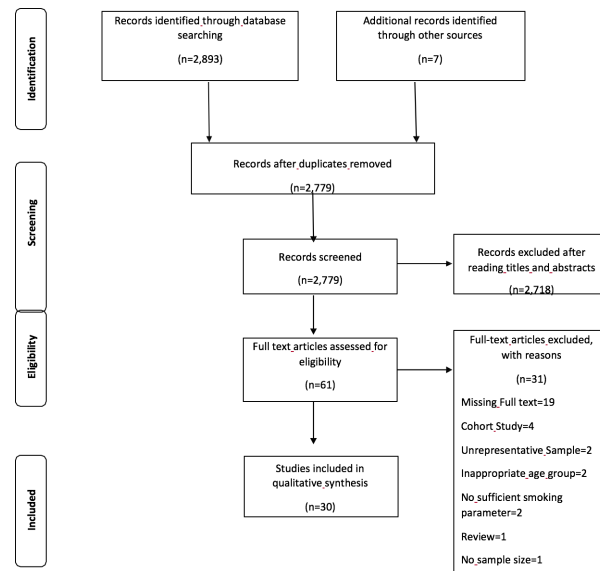 Identification
Records identified through database
searching
(n=2,893)
Additional records identified
through other sources
(n=7)
Records after duplicates removed
(n=2,779)
Screening
Records screened
(n=2,779)
Records excluded after
reading titles and abstracts
(n=2,718)
Eligibility
Full text articles assessed for
eligibility
(n=61)
Full-text articles excluded,
with reasons
(n=31)
Missing Full text=19
Cohort Study=4
Unrepresentative Sample=2
Inappropriate age group=2
No sufficient smoking
parameter=2
Review=1
No sample size=1
Included
Studies included in
qualitative synthesis
(n=30)